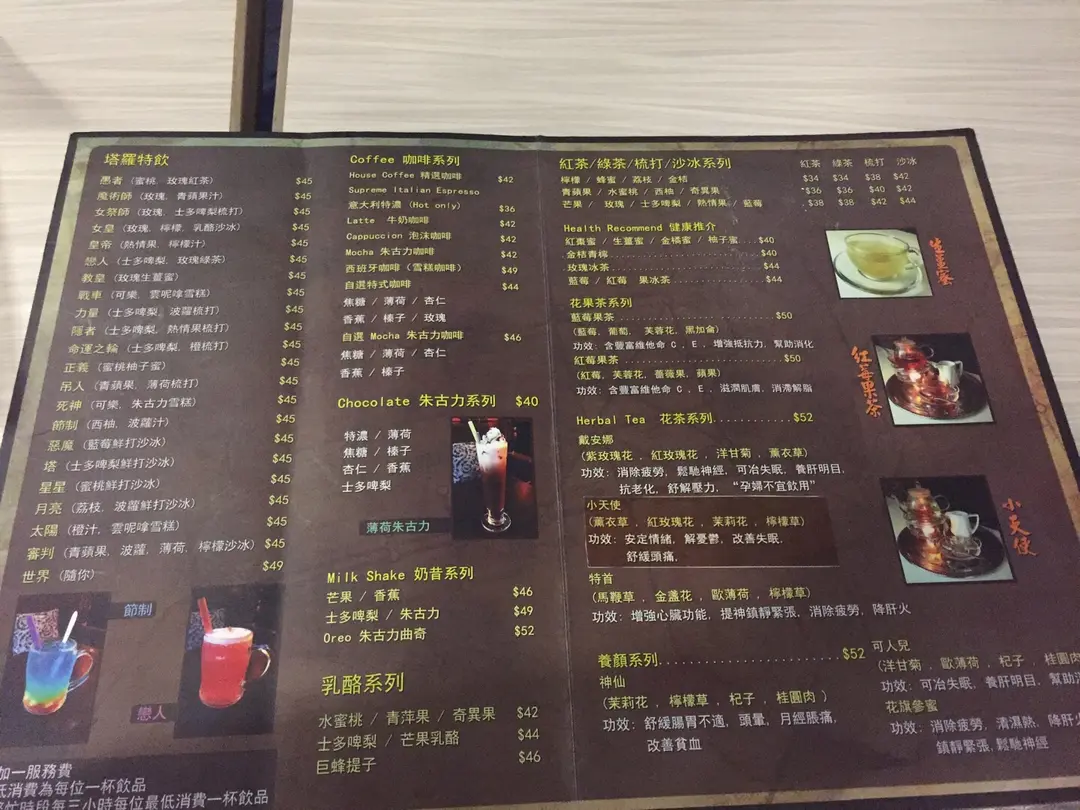 塔羅特飲
愚者 (蜜桃, 玫瑰紅茶) $45
魔術師 (玫瑰, 青蘋果汁) $45
女祭師 (玫瑰, 士多啤梨梳打) $45
女皇 (玫瑰, 檸檬, 乳酪沙冰) $45
皇帝 (熱情果, 檸檬汁) $45
戀人 (士多啤梨, 玫瑰綠茶) $45
教皇 (玫瑰生薑蜜) $45
戰車 (可樂, 雲呢嗱雪糕) $45
力量 (士多啤梨, 波蘿梳打) $45
隱者 (士多啤梨, 熱情果梳打) $45
命運之輪 (士多啤梨, 橙梳打) $45
正義 (蜜桃柚子蜜) $45
吊人 (青蘋果, 薄荷梳打) $45
死神 (可樂, 朱古力雪糕) $45
節制 (西柚, 波蘿汁) $45
惡魔 (藍莓鮮打沙冰) $45
塔 (士多啤梨鮮打沙冰) $45
星星 (蜜桃鮮打沙冰) $45
月亮 (荔枝, 波蘿鮮打沙冰) $45
太陽 (橙汁, 雲呢嗱雪糕) $45
審判 (青蘋果, 波蘿, 薄荷, 檸檬沙冰) $45
世界 (隨你) $49
節制
戀人
加一服務費
低消費為每位一杯飲品
繁忙時段每三小時每位最低消費一杯飲品
Coffee 咖啡系列
House Coffee 精選咖啡 $42
Supreme Italian Espresso
意大利特濃 (Hot only) $36
Latte 牛奶咖啡 $42
Cappuccion 泡沫咖啡 $42
Mocha 朱古力咖啡 $42
西班牙咖啡 (雪糕咖啡) $49
自選特式咖啡 $44
焦糖 / 薄荷 / 杏仁
香蕉 / 榛子 / 玫瑰
自選 Mocha 朱古力咖啡 $46
焦糖 / 薄荷 / 杏仁
香蕉 / 榛子
Chocolate 朱古力系列 $40
特濃 / 薄荷
焦糖 / 榛子
杏仁 / 香蕉
士多啤梨
薄荷朱古力
Milk Shake 奶昔系列
芒果 / 香蕉 $46
士多啤梨 / 朱古力 $49
Oreo 朱古力曲奇 $52
乳酪系列
水蜜桃 / 青萍果 / 奇異果 $42
士多啤梨 / 芒果乳酪 $44
巨蜂提子 $46
紅茶/綠茶/梳打/沙冰系列 紅茶 綠茶 梳打 沙冰
檸檬 / 蜂蜜 / 荔枝 / 金桔 $34 $34 $38 $42
青蘋果 / 水蜜桃 / 西柚 / 奇異果 $36 $36 $40 $42
芒果 / 玫瑰 / 士多啤梨 / 熱情果 / 藍莓 $38 $38 $42 $44
Health Recommend 健康推介
紅棗蜜 / 生薑蜜 / 金橘蜜 / 柚子蜜...$40
金桔青檸....................$40
玫瑰冰茶....................$44
藍莓 / 紅莓 果冰茶............$44
生薑蜜
花果茶系列
藍莓果茶 ....................$50
(藍莓, 葡萄, 芙蓉花, 黑加侖)
功效: 含豐富維他命 C , E , 增強抵抗力, 幫助消化
紅莓果茶 ....................$50
(紅莓, 芙蓉花, 薔薇果, 蘋果)
功效: 含豐富維他命 C , E , 滋潤肌膚, 消滯解脂
紅莓果茶
Herbal Tea 花茶系列............$52
戴安娜
(紫玫瑰花 , 紅玫瑰花 , 洋甘菊 , 薰衣草)
功效: 消除疲勞, 鬆馳神經, 可冶失眠, 養肝明目,
抗老化, 舒解壓力, “孕婦不宜飲用”
小天使
(薰衣草 , 紅玫瑰花 , 茉莉花 , 檸檬草)
功效: 安定情緒, 解憂鬱, 改善失眠,
舒緩頭痛,
小天使
特首
(馬鞭草 , 金盞花 , 歐薄荷 , 檸檬草)
功效: 增強心臟功能, 提神鎮靜緊張, 消除疲勞, 降肝火
養顏系列....................$52
神仙
(茉莉花 , 檸檬草 , 杞子 , 桂圓肉 )
功效: 舒緩腸胃不適, 頭暈, 月經脹痛,
改善貧血
可人兒
(洋甘菊 , 歐薄荷 , 杞子 , 桂圓肉
功效: 可冶失眠, 養肝明目, 幫助
花旗參蜜
功效: 消除疲勞, 清濕熱, 降肝火
鎮靜緊張,鬆馳神經